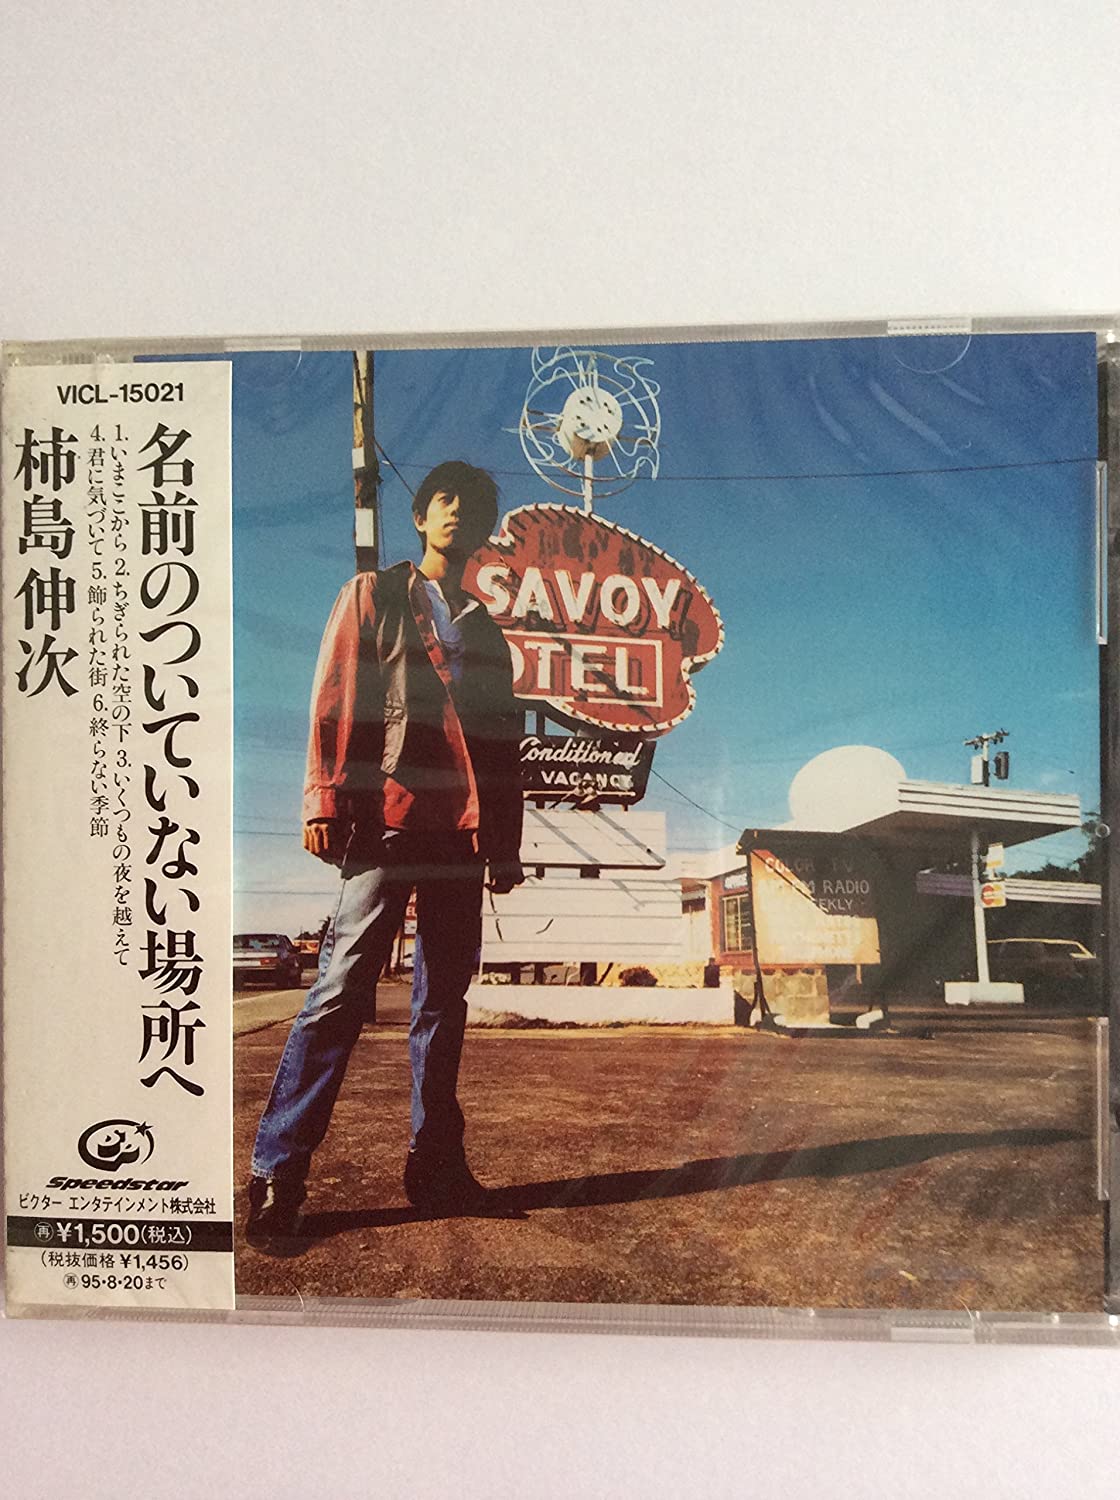 VICL-15021
名前のついていない場所へ
1.いまここから 2.ちぎられた空の下 3.いくつもの夜を越えて
4.君に気づいて 5.飾られた街 6.終らない季節
柿島伸次
Speedstar
ビクター エンタテインメント株式会社
再 ¥1,500(税込)
(税抜価格 ¥1,456)
再 95・8・20まで
SAVOY
OTEL
Conditioned
VACANCY
COLOR T.V.
RADIO